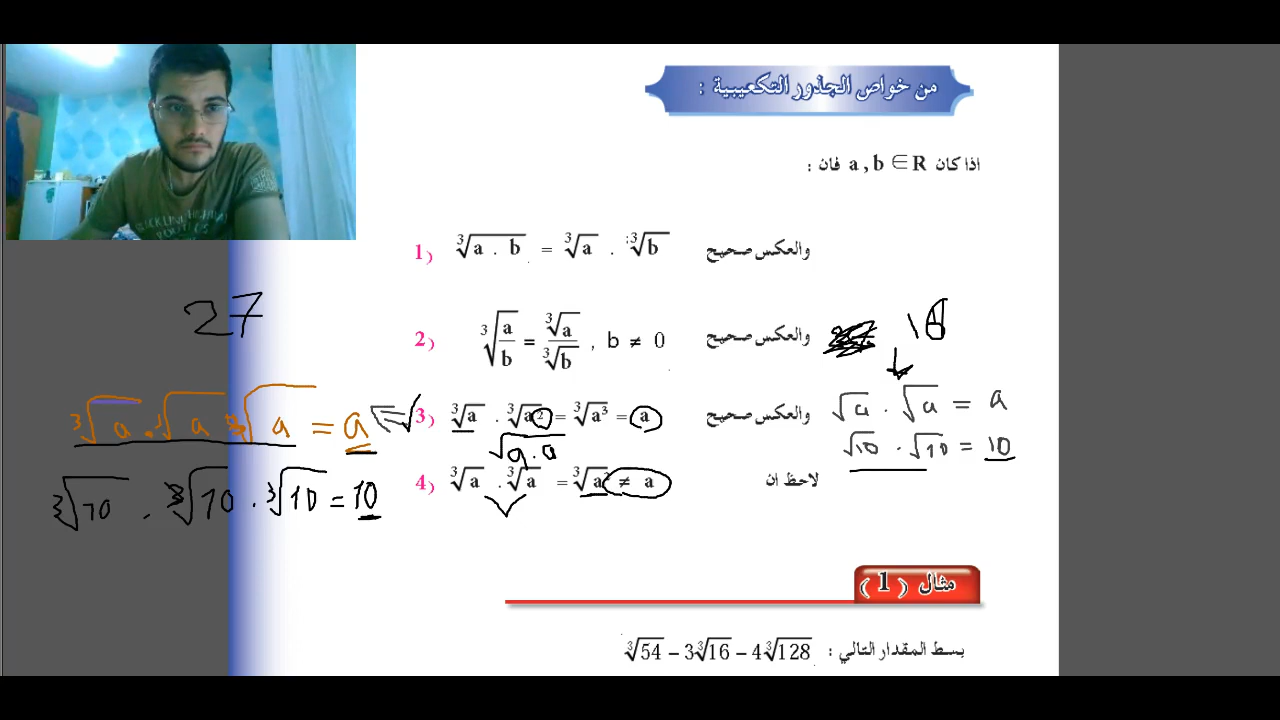 من خواص الجذور التكعيبية :
اذا كان a , b ∈ R فان :
1) ∛(a . b) = ∛a . ∛b والعكس صحيح
27
2) ∛(a/b) = ∛a/∛b , b ≠ 0 والعكس صحيح
16
3) ∛a . ∛a² = ∛a³ = a والعكس صحيح
√a . √a = a
∛a . ∛a ∛a = a
√a . a
√10 . √10 = 10
4) ∛a . ∛a = ∛a² ≠ a لاحظ ان
∛10 . ∛10 . ∛10 = 10
مثال ( 1 )
بسط المقدار التالي : ∛54 − 3∛16 − 4∛128